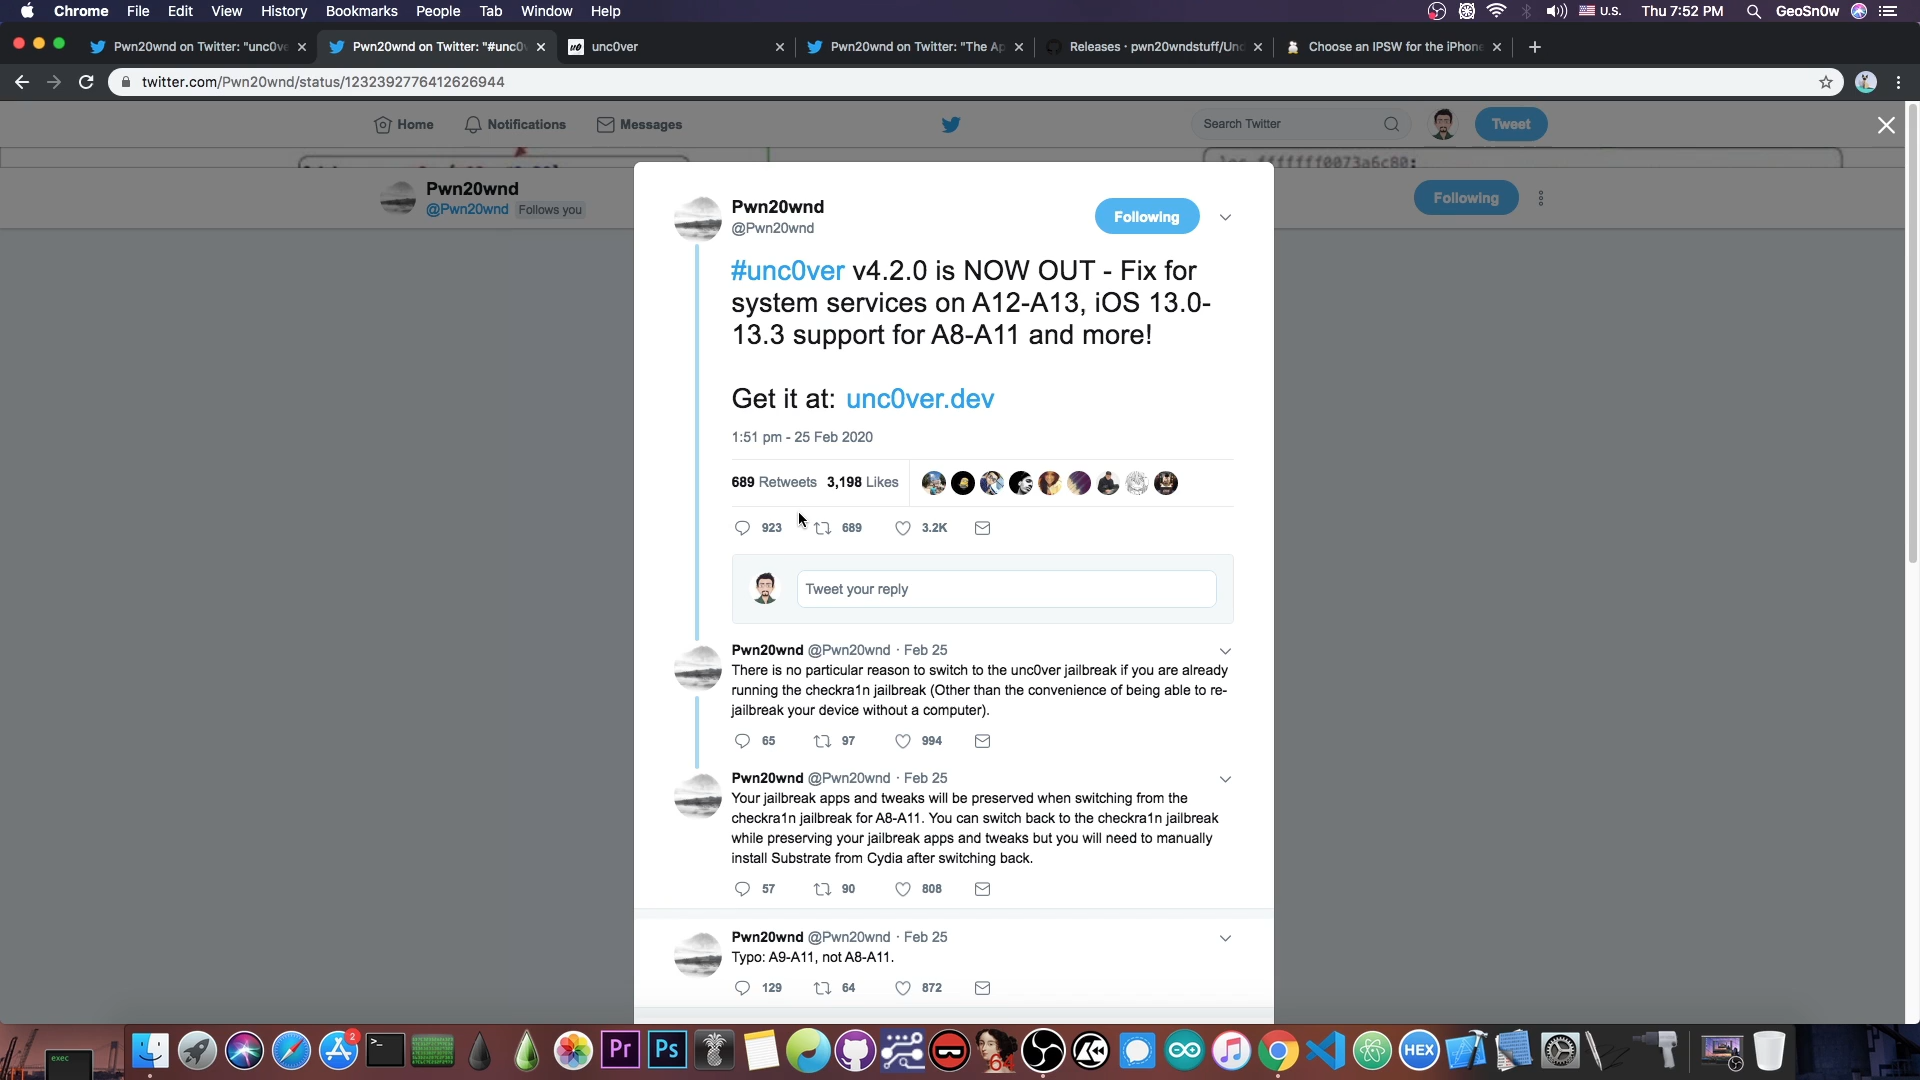 Chrome File Edit View History Bookmarks People Tab Window Help U.S. Thu 7:52 PM GeoSn0w
Pwn20wnd on Twitter: "unc0ve Pwn20wnd on Twitter: "#unc0v unc0ver Pwn20wnd on Twitter: "The Ap Releases · pwn20wndstuff/Unc Choose an IPSW for the iPhone
twitter.com/Pwn20wnd/status/1232392776412626944
Home Notifications Messages Search Twitter Tweet
Pwn20wnd
@Pwn20wnd Follows you
Following
Pwn20wnd
@Pwn20wnd
Following
#unc0ver v4.2.0 is NOW OUT - Fix for
system services on A12-A13, iOS 13.0-
13.3 support for A8-A11 and more!
Get it at: unc0ver.dev
1:51 pm - 25 Feb 2020
689 Retweets 3,198 Likes
923 689 3.2K
Tweet your reply
Pwn20wnd @Pwn20wnd · Feb 25
There is no particular reason to switch to the unc0ver jailbreak if you are already
running the checkra1n jailbreak (Other than the convenience of being able to re-
jailbreak your device without a computer).
65 97 994
Pwn20wnd @Pwn20wnd · Feb 25
Your jailbreak apps and tweaks will be preserved when switching from the
checkra1n jailbreak for A8-A11. You can switch back to the checkra1n jailbreak
while preserving your jailbreak apps and tweaks but you will need to manually
install Substrate from Cydia after switching back.
57 90 808
Pwn20wnd @Pwn20wnd · Feb 25
Typo: A9-A11, not A8-A11.
129 64 872
exec 2 Pr Ps 64 HEX